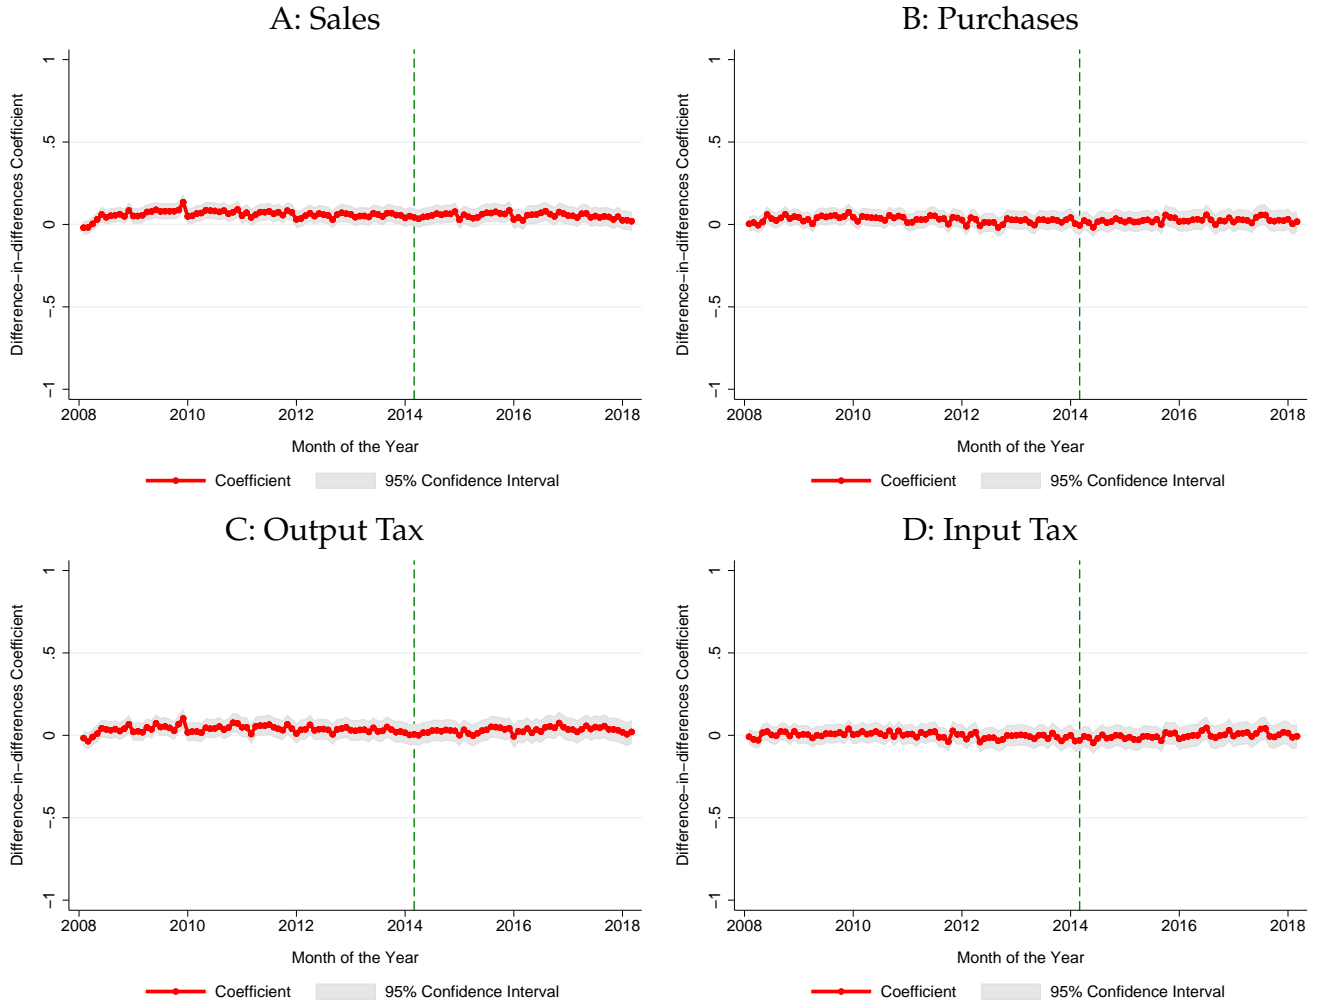 A: Sales
Difference-in-differences Coefficient
1
.5
0
-.5
-1
2008 2010 2012 2014 2016 2018
Month of the Year
Coefficient 95% Confidence Interval
B: Purchases
Difference-in-differences Coefficient
1
.5
0
-.5
-1
2008 2010 2012 2014 2016 2018
Month of the Year
Coefficient 95% Confidence Interval
C: Output Tax
Difference-in-differences Coefficient
1
.5
0
-.5
-1
2008 2010 2012 2014 2016 2018
Month of the Year
Coefficient 95% Confidence Interval
D: Input Tax
Difference-in-differences Coefficient
1
.5
0
-.5
-1
2008 2010 2012 2014 2016 2018
Month of the Year
Coefficient 95% Confidence Interval